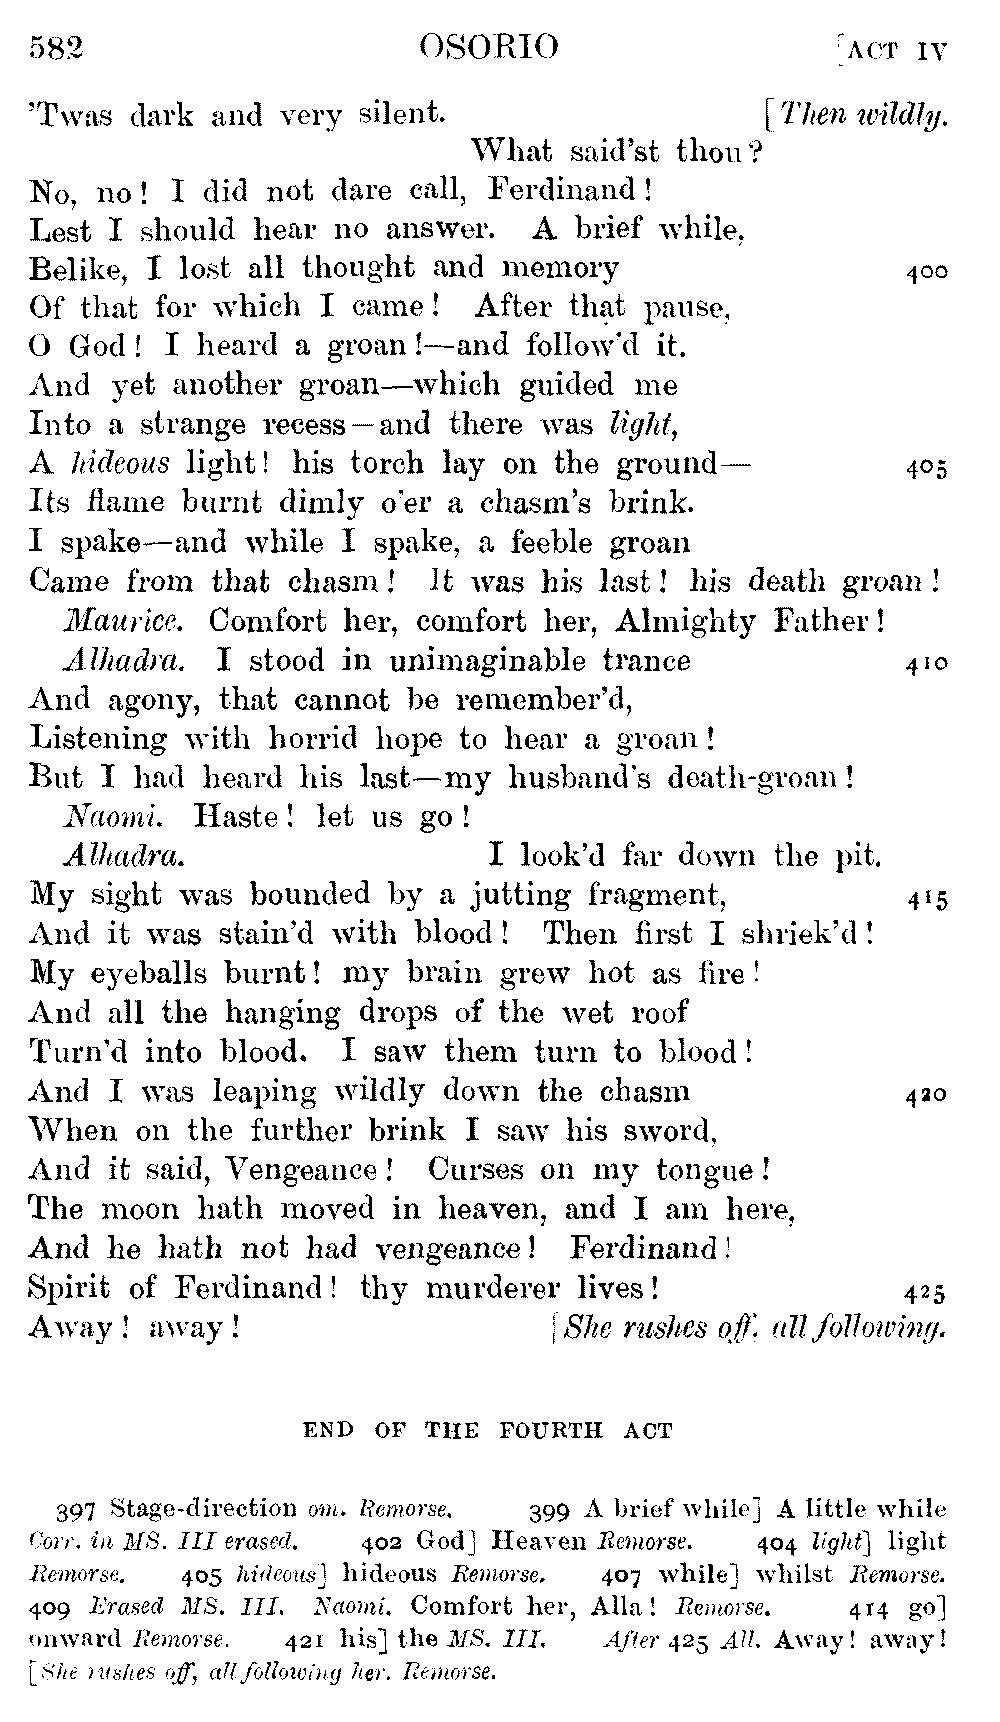 582 OSORIO [ACT IV
’Twas dark and very silent. [Then wildly.
What said'st thou?
No, no! I did not dare call, Ferdinand!
Lest I should hear no answer. A brief while,
Belike, I lost all thought and memory 400
Of that for which I came! After that pause,
O God! I heard a groan!—and follow'd it.
And yet another groan—which guided me
Into a strange recess—and there was light,
A hideous light! his torch lay on the ground— 405
Its flame burnt dimly o'er a chasm's brink.
I spake—and while I spake, a feeble groan
Came from that chasm! It was his last! his death groan!
Maurice. Comfort her, comfort her, Almighty Father!
Alhadra. I stood in unimaginable trance 410
And agony, that cannot be remember'd,
Listening with horrid hope to hear a groan!
But I had heard his last—my husband's death-groan!
Naomi. Haste! let us go!
Alhadra. I look'd far down the pit.
My sight was bounded by a jutting fragment, 415
And it was stain'd with blood! Then first I shriek'd!
My eyeballs burnt! my brain grew hot as fire!
And all the hanging drops of the wet roof
Turn'd into blood. I saw them turn to blood!
And I was leaping wildly down the chasm 420
When on the further brink I saw his sword,
And it said, Vengeance! Curses on my tongue!
The moon hath moved in heaven, and I am here,
And he hath not had vengeance! Ferdinand!
Spirit of Ferdinand! thy murderer lives! 425
Away! away! [She rushes off, all following.
END OF THE FOURTH ACT
397 Stage-direction om. Remorse. 399 A brief while] A little while
Corr. in MS. III erased. 402 God] Heaven Remorse. 404 light] light
Remorse. 405 hideous] hideous Remorse. 407 while] whilst Remorse.
409 Erased MS. III. Naomi. Comfort her, Alla! Remorse. 414 go]
onward Remorse. 421 his] the MS. III. After 425 All. Away! away!
[She rushes off, all following her. Remorse.